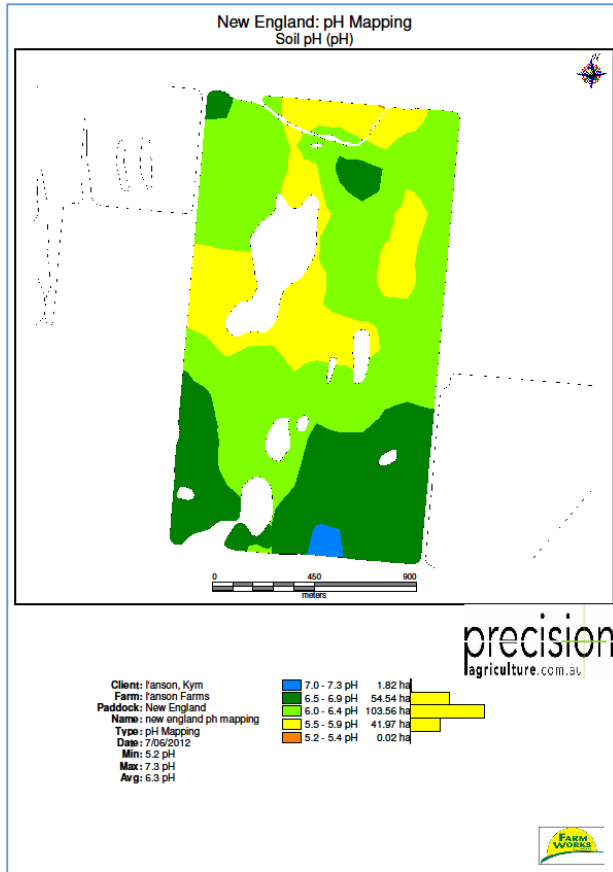 New England: pH Mapping
Soil pH (pH)
N
0 450 900
meters
precision
agriculture.com.au
Client: I'anson, Kym
Farm: I'anson Farms
Paddock: New England
Name: new england ph mapping
Type: pH Mapping
Date: 7/06/2012
Min: 5.2 pH
Max: 7.3 pH
Avg: 6.3 pH
7.0 - 7.3 pH 1.82 ha
6.5 - 6.9 pH 54.54 ha
6.0 - 6.4 pH 103.56 ha
5.5 - 5.9 pH 41.97 ha
5.2 - 5.4 pH 0.02 ha
FARM
WORKS